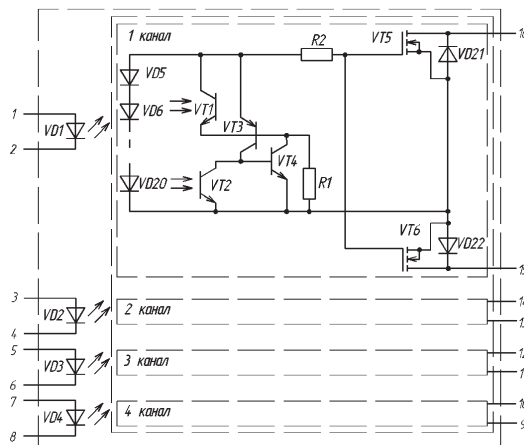 1 канал
R2
VT5
VD5
VD21
VD6
VT1
VT3
1
VD1
2
VT4
VD20
VT2
R1
VT6
VD22
3
VD2
4
2 канал
5
VD3
6
3 канал
7
VD4
8
4 канал
9